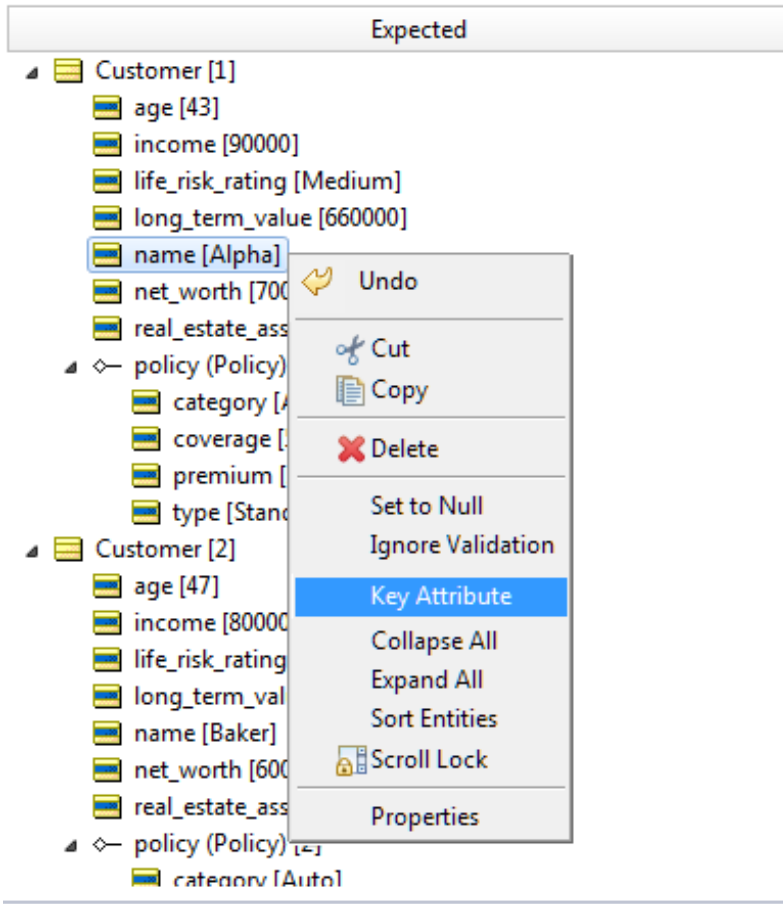 Expected
Customer [1]
age [43]
income [90000]
life_risk_rating [Medium]
long_term_value [660000]
name [Alpha]
net_worth [700
real_estate_ass
policy (Policy)
category [A
coverage [
premium [
type [Stand
Customer [2]
age [47]
income [80000
life_risk_rating
long_term_val
name [Baker]
net_worth [600
real_estate_ass
policy (Policy) [2]
category [Auto]
Undo
Cut
Copy
Delete
Set to Null
Ignore Validation
Key Attribute
Collapse All
Expand All
Sort Entities
Scroll Lock
Properties